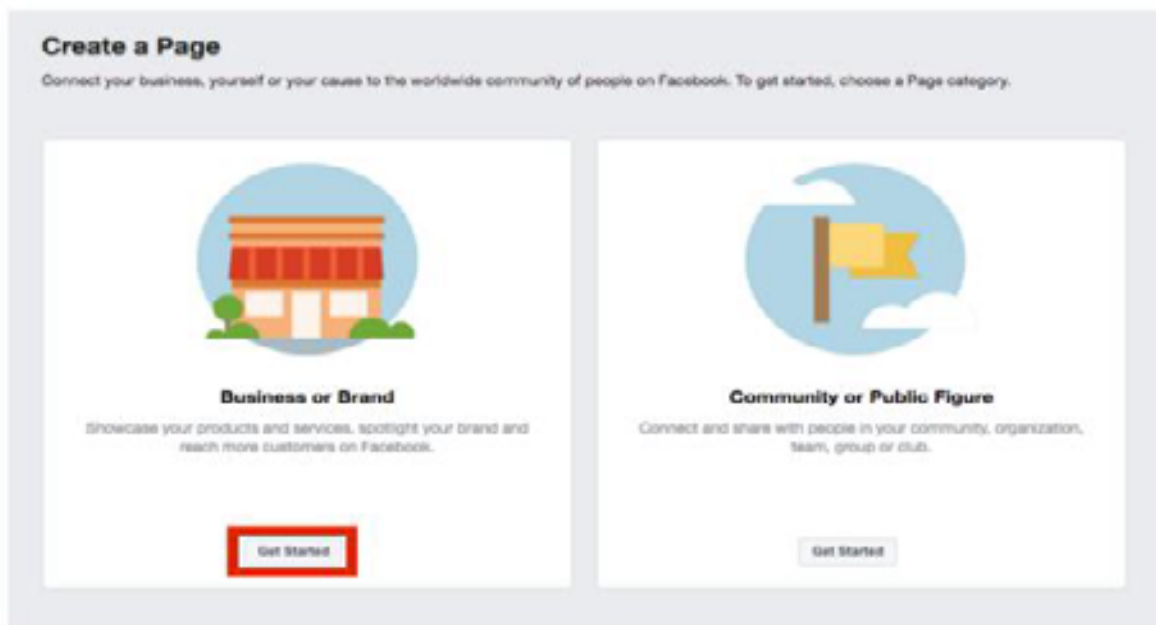 Create a Page
Connect your business, yourself or your cause to the worldwide community of people on Facebook. To get started, choose a Page category.
Business or Brand
Showcase your products and services, spotlight your brand and
reach more customers on Facebook.
Get Started
Community or Public Figure
Connect and share with people in your community, organization,
team, group or club.
Get Started